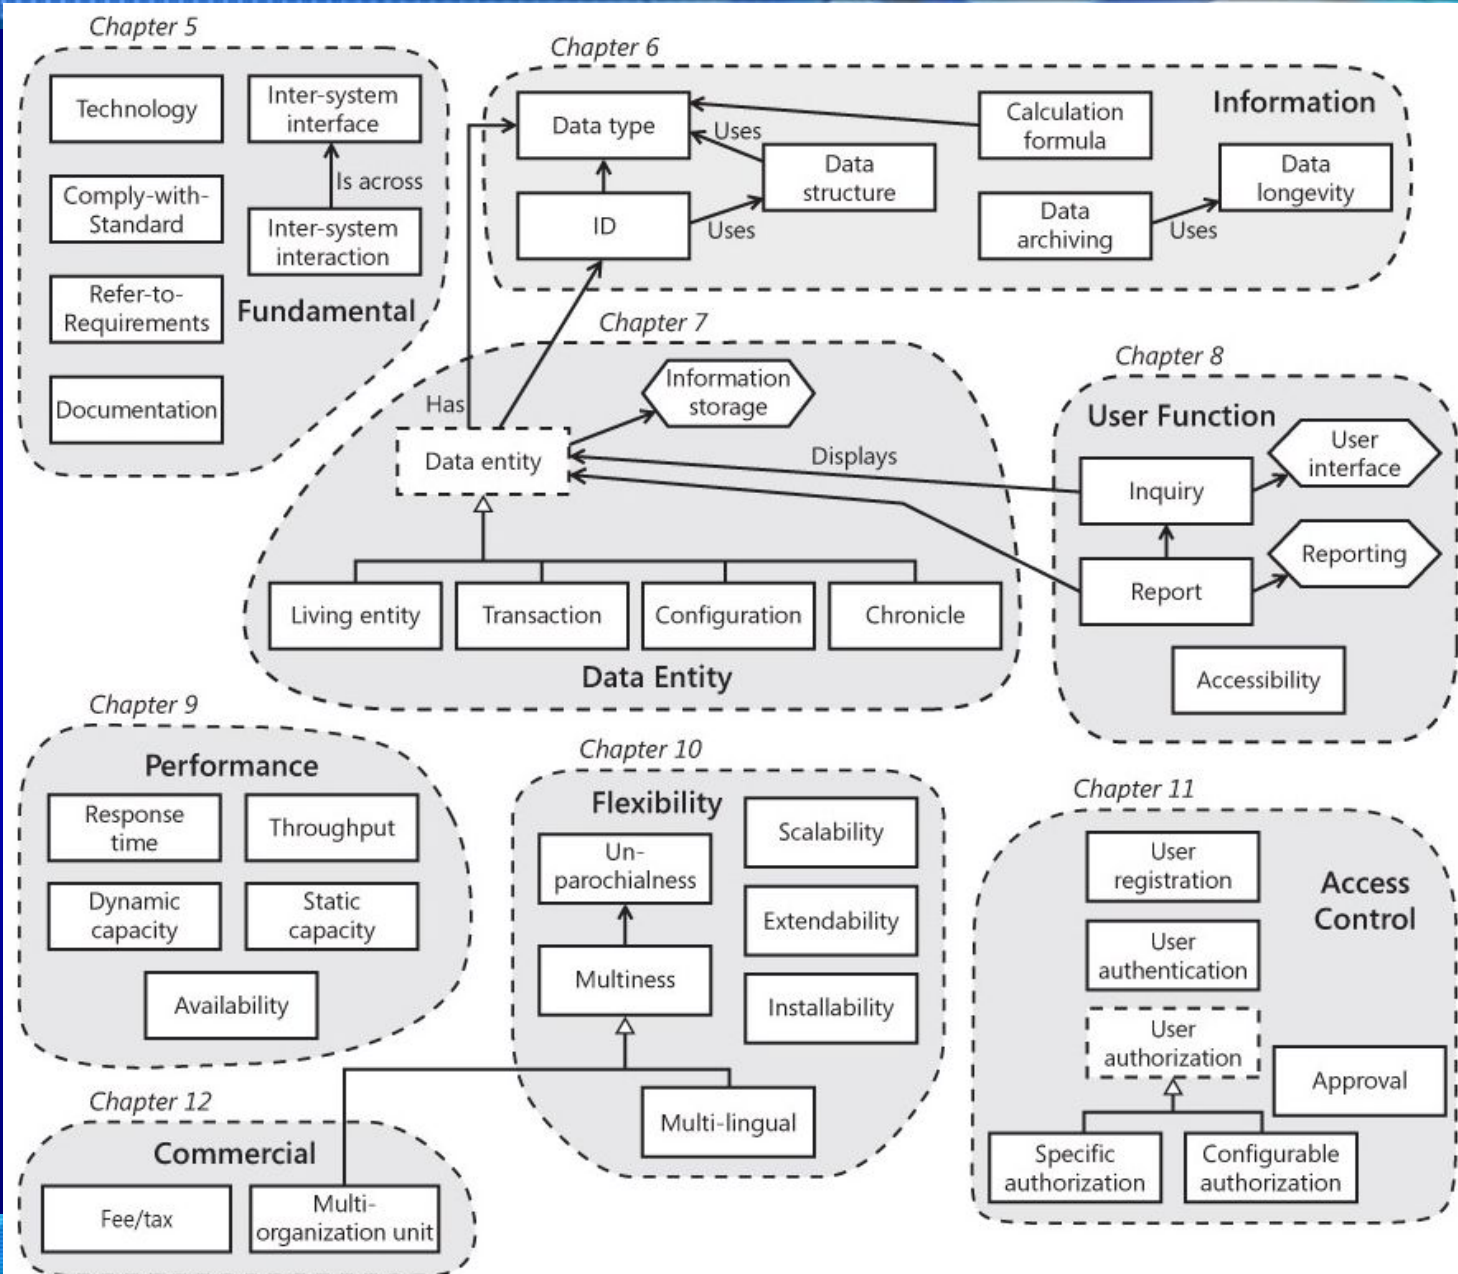 Chapter 5
Technology
Inter-system
interface
Is across
Comply-with-
Standard
Inter-system
interaction
Refer-to-
Requirements
Fundamental
Documentation
Chapter 6
Information
Data type
Uses
Calculation
formula
Data
structure
Data
longevity
ID
Uses
Data
archiving
Uses
Chapter 7
Information
storage
Has
Data entity
Displays
Living entity
Transaction
Configuration
Chronicle
Data Entity
Chapter 8
User Function
User
interface
Inquiry
Reporting
Report
Accessibility
Chapter 9
Performance
Response
time
Throughput
Dynamic
capacity
Static
capacity
Availability
Chapter 10
Flexibility
Scalability
Un-
parochialness
Extendability
Multiness
Installability
Multi-lingual
Chapter 11
User
registration
Access
Control
User
authentication
User
authorization
Approval
Specific
authorization
Configurable
authorization
Chapter 12
Commercial
Fee/tax
Multi-
organization unit